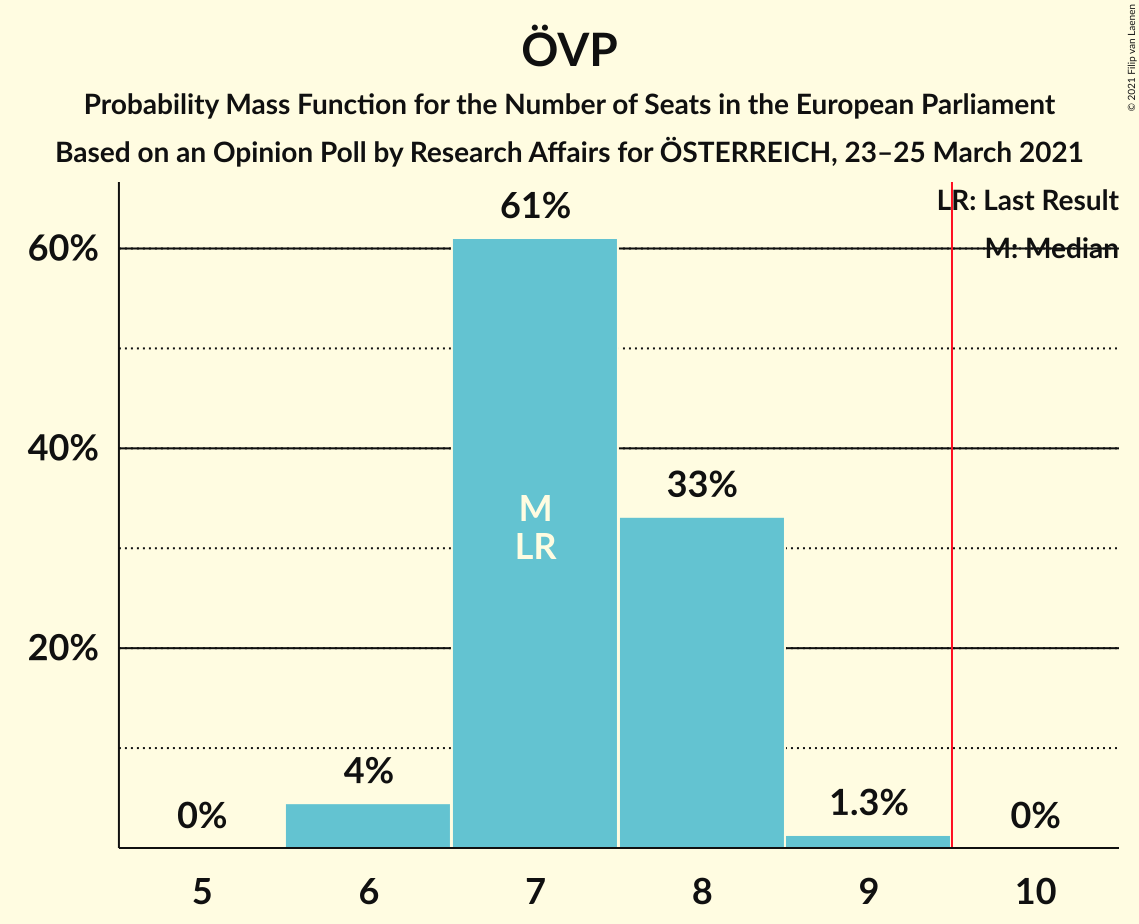 ÖVP
Probability Mass Function for the Number of Seats in the European Parliament
Based on an Opinion Poll by Research Affairs for ÖSTERREICH, 23–25 March 2021
© 2021 Filip van Laenen
LR: Last Result
M: Median
60%
40%
20%
0%
4%
61%
33%
1.3%
0%
M
LR
5
6
7
8
9
10